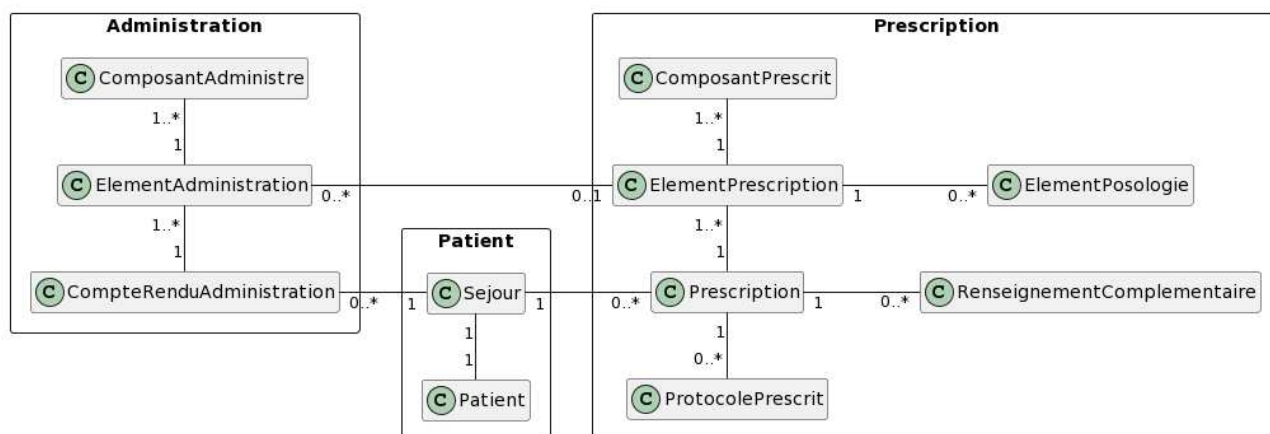 Administration
Prescription
C ComposantAdministre
C ComposantPrescrit
1..*
1..*
1
1
C ElementAdministration
0..*
0..1
C ElementPrescription
1
0..*
C ElementPosologie
1..*
1..*
1
1
Patient
C CompteRenduAdministration
0..*
1
C Sejour
1
0..*
C Prescription
1
0..*
C RenseignementComplementaire
1
1
1
0..*
C Patient
C ProtocolePrescrit